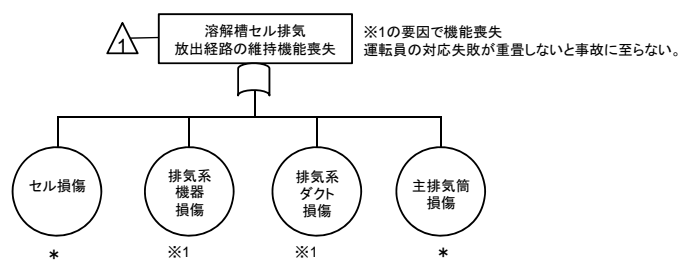 1
溶解槽セル排気
放出経路の維持機能喪失
※1の要因で機能喪失
運転員の対応失敗が重畳しないと事故に至らない。
セル損傷
排気系
機器
損傷
排気系
ダクト
損傷
主排気筒
損傷
*
※1
※1
*